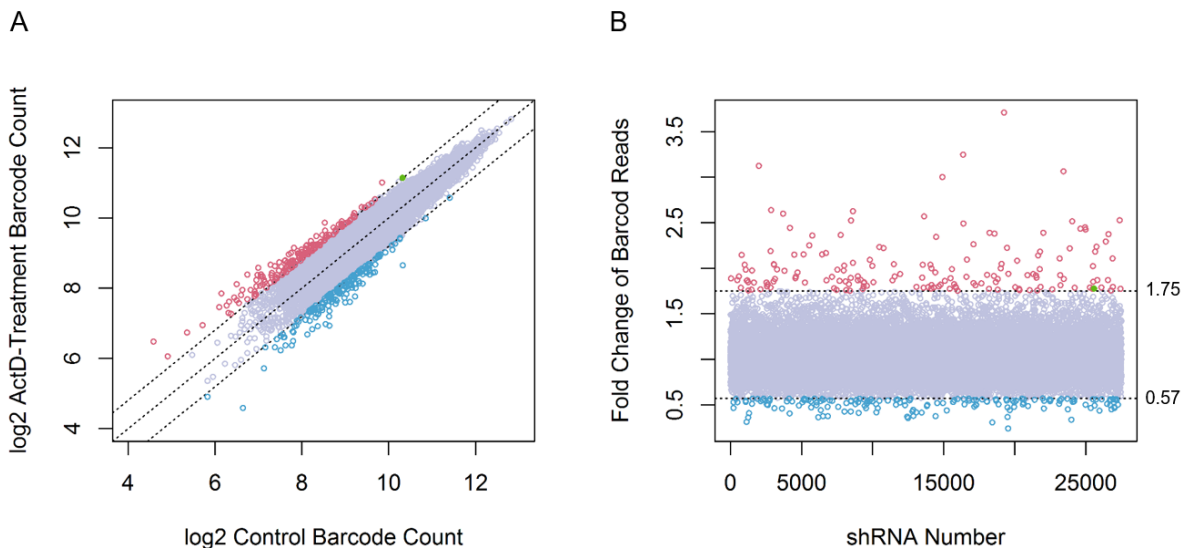 A
log2 ActD-Treatment Barcode Count
12
10
8
6
4
4 6 8 10 12
log2 Control Barcode Count
B
Fold Change of Barcod Reads
3.5
2.5
1.5
0.5
1.75
0.57
0 5000 15000 25000
shRNA Number